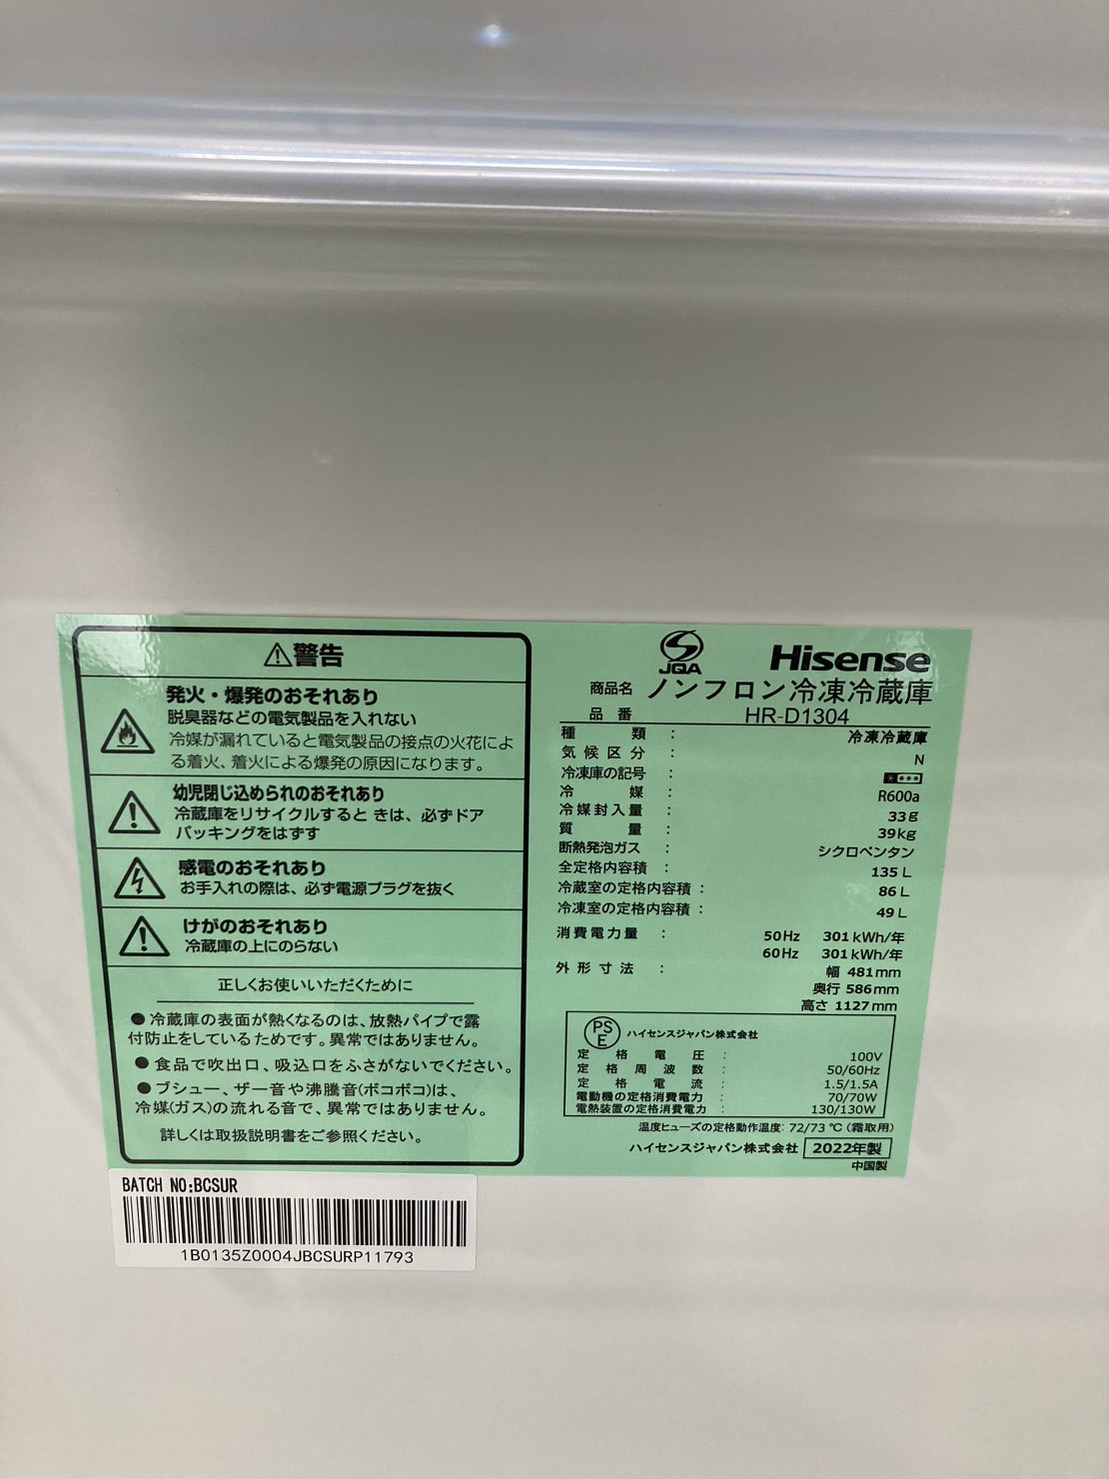 警告
発火・爆発のおそれあり
脱臭器などの電気製品を入れない
冷媒が漏れていると電気製品の接点の火花によ
る着火、着火による爆発の原因になります。
幼児閉じ込められのおそれあり
冷蔵庫をリサイクルすると きは、必ずドア
パッキングをはずす
感電のおそれあり
お手入れの際は、必ず電源プラグを抜く
けがのおそれあり
冷蔵庫の上にのらない
正しくお使いいただくために
●冷蔵庫の表面が熱くなるのは、放熱パイプで露
付防止をしているためです。異常ではありません。
●食品で吹出口、吸込口をふさがないでください。
●ブシュー、ザー音や沸騰音(ボコボコ)は、
冷媒(ガス)の流れる音で、異常ではありません。
詳しくは取扱説明書をご参照ください。
JQA
Hisense
商品名 ノンフロン冷凍冷蔵庫
品番 HR-D1304
種類 : 冷凍冷蔵庫
気候区分 : N
冷凍庫の記号 : ****
冷媒 : R600a
冷媒封入量 : 33g
質量 : 39kg
断熱発泡ガス : シクロペンタン
全定格内容積 : 135L
冷蔵室の定格内容積 : 86L
冷凍室の定格内容積 : 49L
消費電力量 : 50Hz 301kWh/年
60Hz 301kWh/年
外形寸法 : 幅 481mm
奥行 586mm
高さ 1127mm
PSE ハイセンスジャパン株式会社
定格電圧 : 100V
定格周波数 : 50/60Hz
定格電流 : 1.5/1.5A
電動機の定格消費電力 : 70/70W
電熱装置の定格消費電力 : 130/130W
温度ヒューズの定格動作温度: 72/73 ℃ (霜取用)
ハイセンスジャパン株式会社 2022年製
中国製
BATCH NO:BCSUR
1B0135Z0004JBCSURP11793